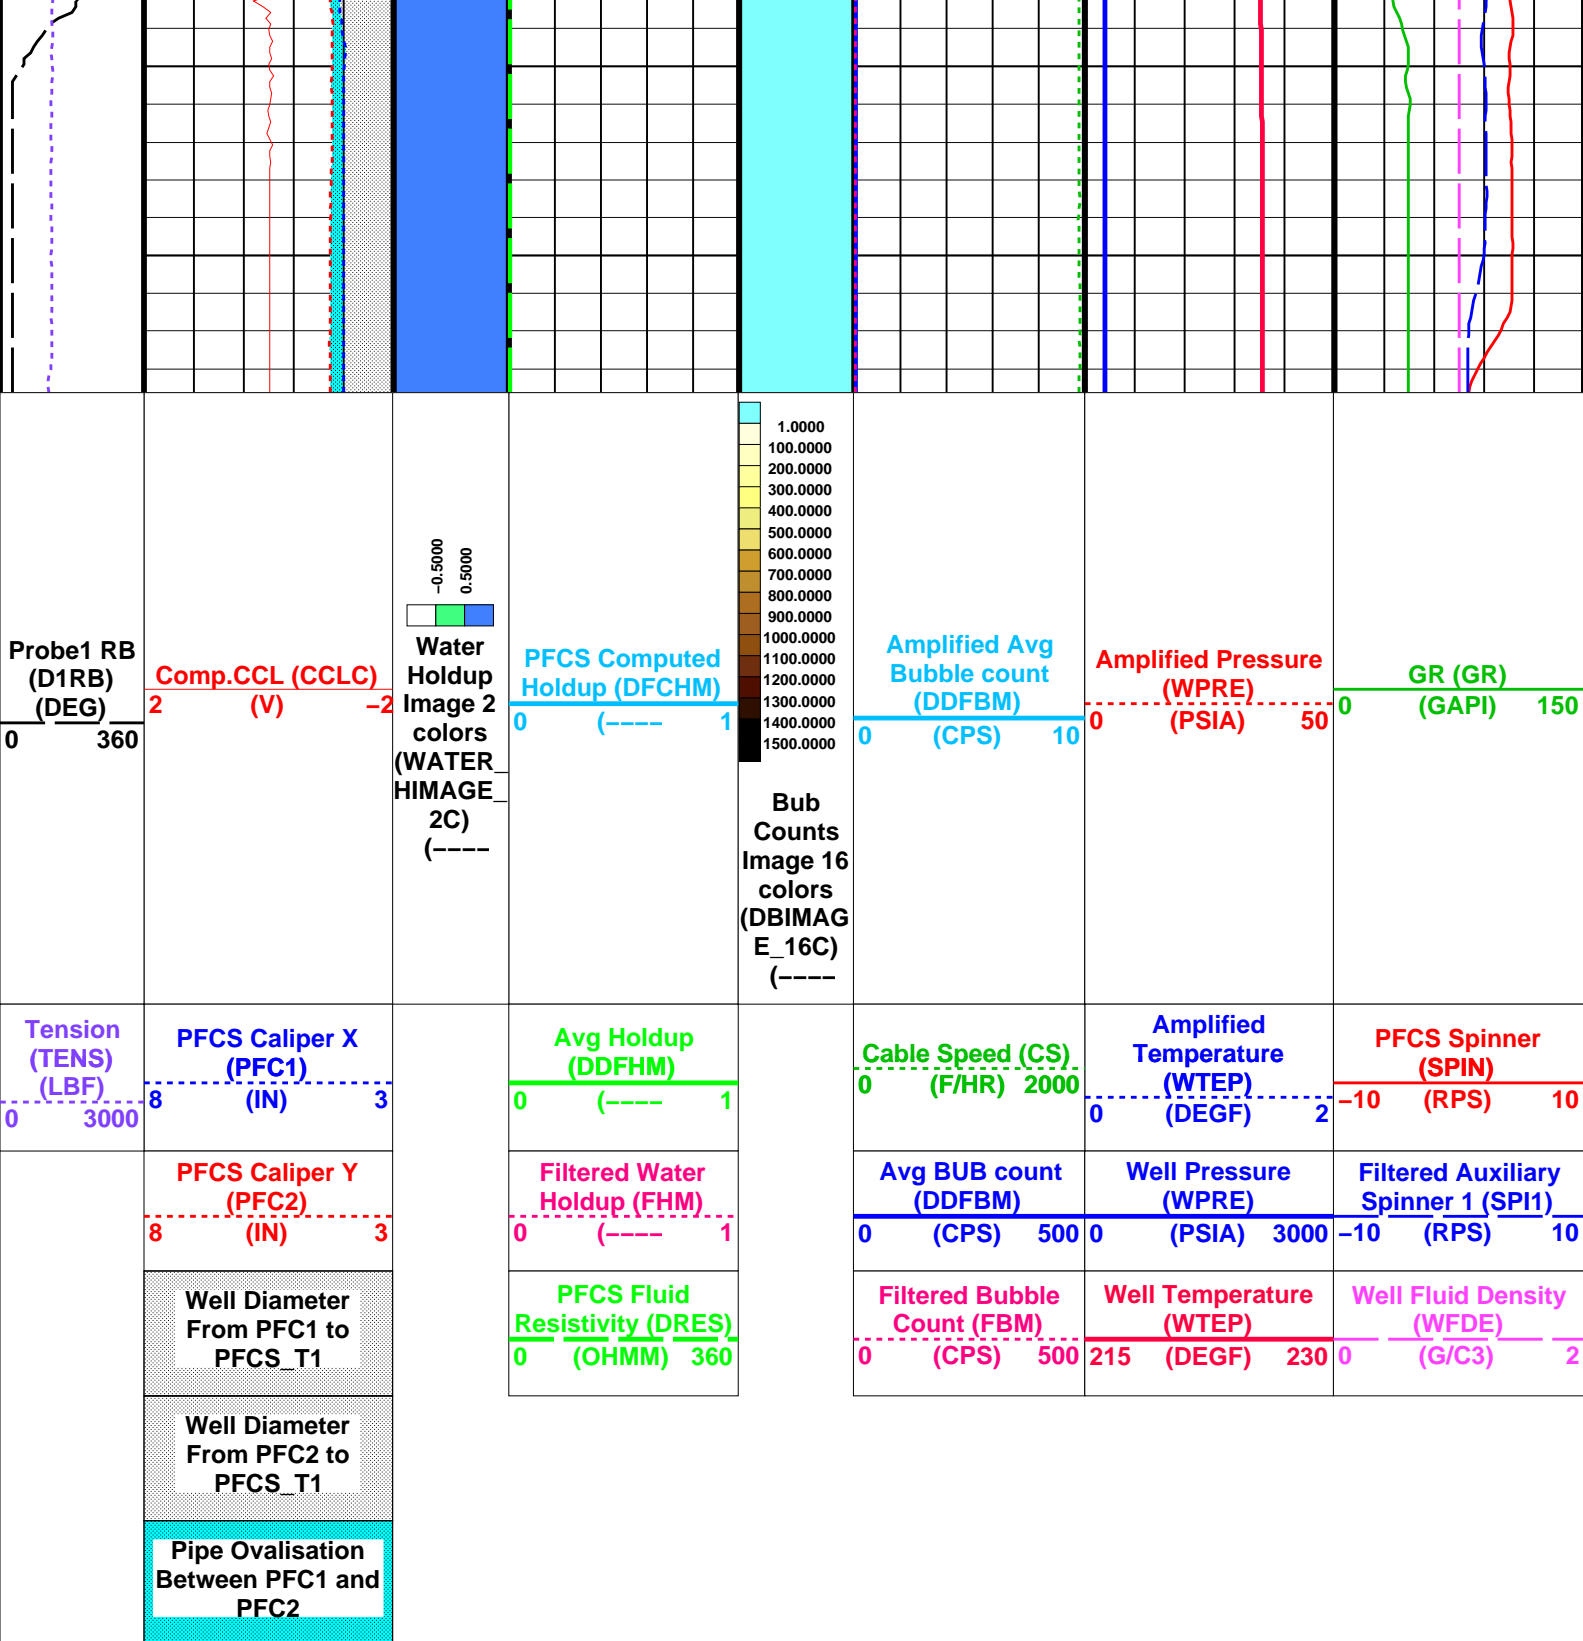 1.0000
100.0000
200.0000
300.0000
400.0000
500.0000
600.0000
700.0000
800.0000
900.0000
1000.0000
1100.0000
1200.0000
1300.0000
1400.0000
1500.0000
Probe1 RB
(D1RB)
(DEG)
0 360
Comp.CCL (CCLC)
2 (V) −2
−0.5000
0.5000
Water
Holdup
Image 2
colors
(WATER_
HIMAGE_
2C)
(−−−−
PFCS Computed
Holdup (DFCHM)
0 (−−−− 1
Bub
Counts
Image 16
colors
(DBIMAG
E_16C)
(−−−−
Amplified Avg
Bubble count
(DDFBM)
0 (CPS) 10
Amplified Pressure
(WPRE)
0 (PSIA) 50
GR (GR)
0 (GAPI) 150
Tension
(TENS)
(LBF)
0 3000
PFCS Caliper X
(PFC1)
8 (IN) 3
Avg Holdup
(DDFHM)
0 (−−−− 1
Cable Speed (CS)
0 (F/HR) 2000
Amplified
Temperature
(WTEP)
0 (DEGF) 2
PFCS Spinner
(SPIN)
−10 (RPS) 10
PFCS Caliper Y
(PFC2)
8 (IN) 3
Filtered Water
Holdup (FHM)
0 (−−−− 1
Avg BUB count
(DDFBM)
0 (CPS) 500
Well Pressure
(WPRE)
0 (PSIA) 3000
Filtered Auxiliary
Spinner 1 (SPI1)
−10 (RPS) 10
Well Diameter
From PFC1 to
PFCS_T1
PFCS Fluid
Resistivity (DRES)
0 (OHMM) 360
Filtered Bubble
Count (FBM)
0 (CPS) 500
Well Temperature
(WTEP)
215 (DEGF) 230
Well Fluid Density
(WFDE)
0 (G/C3) 2
Well Diameter
From PFC2 to
PFCS_T1
Pipe Ovalisation
Between PFC1 and
PFC2